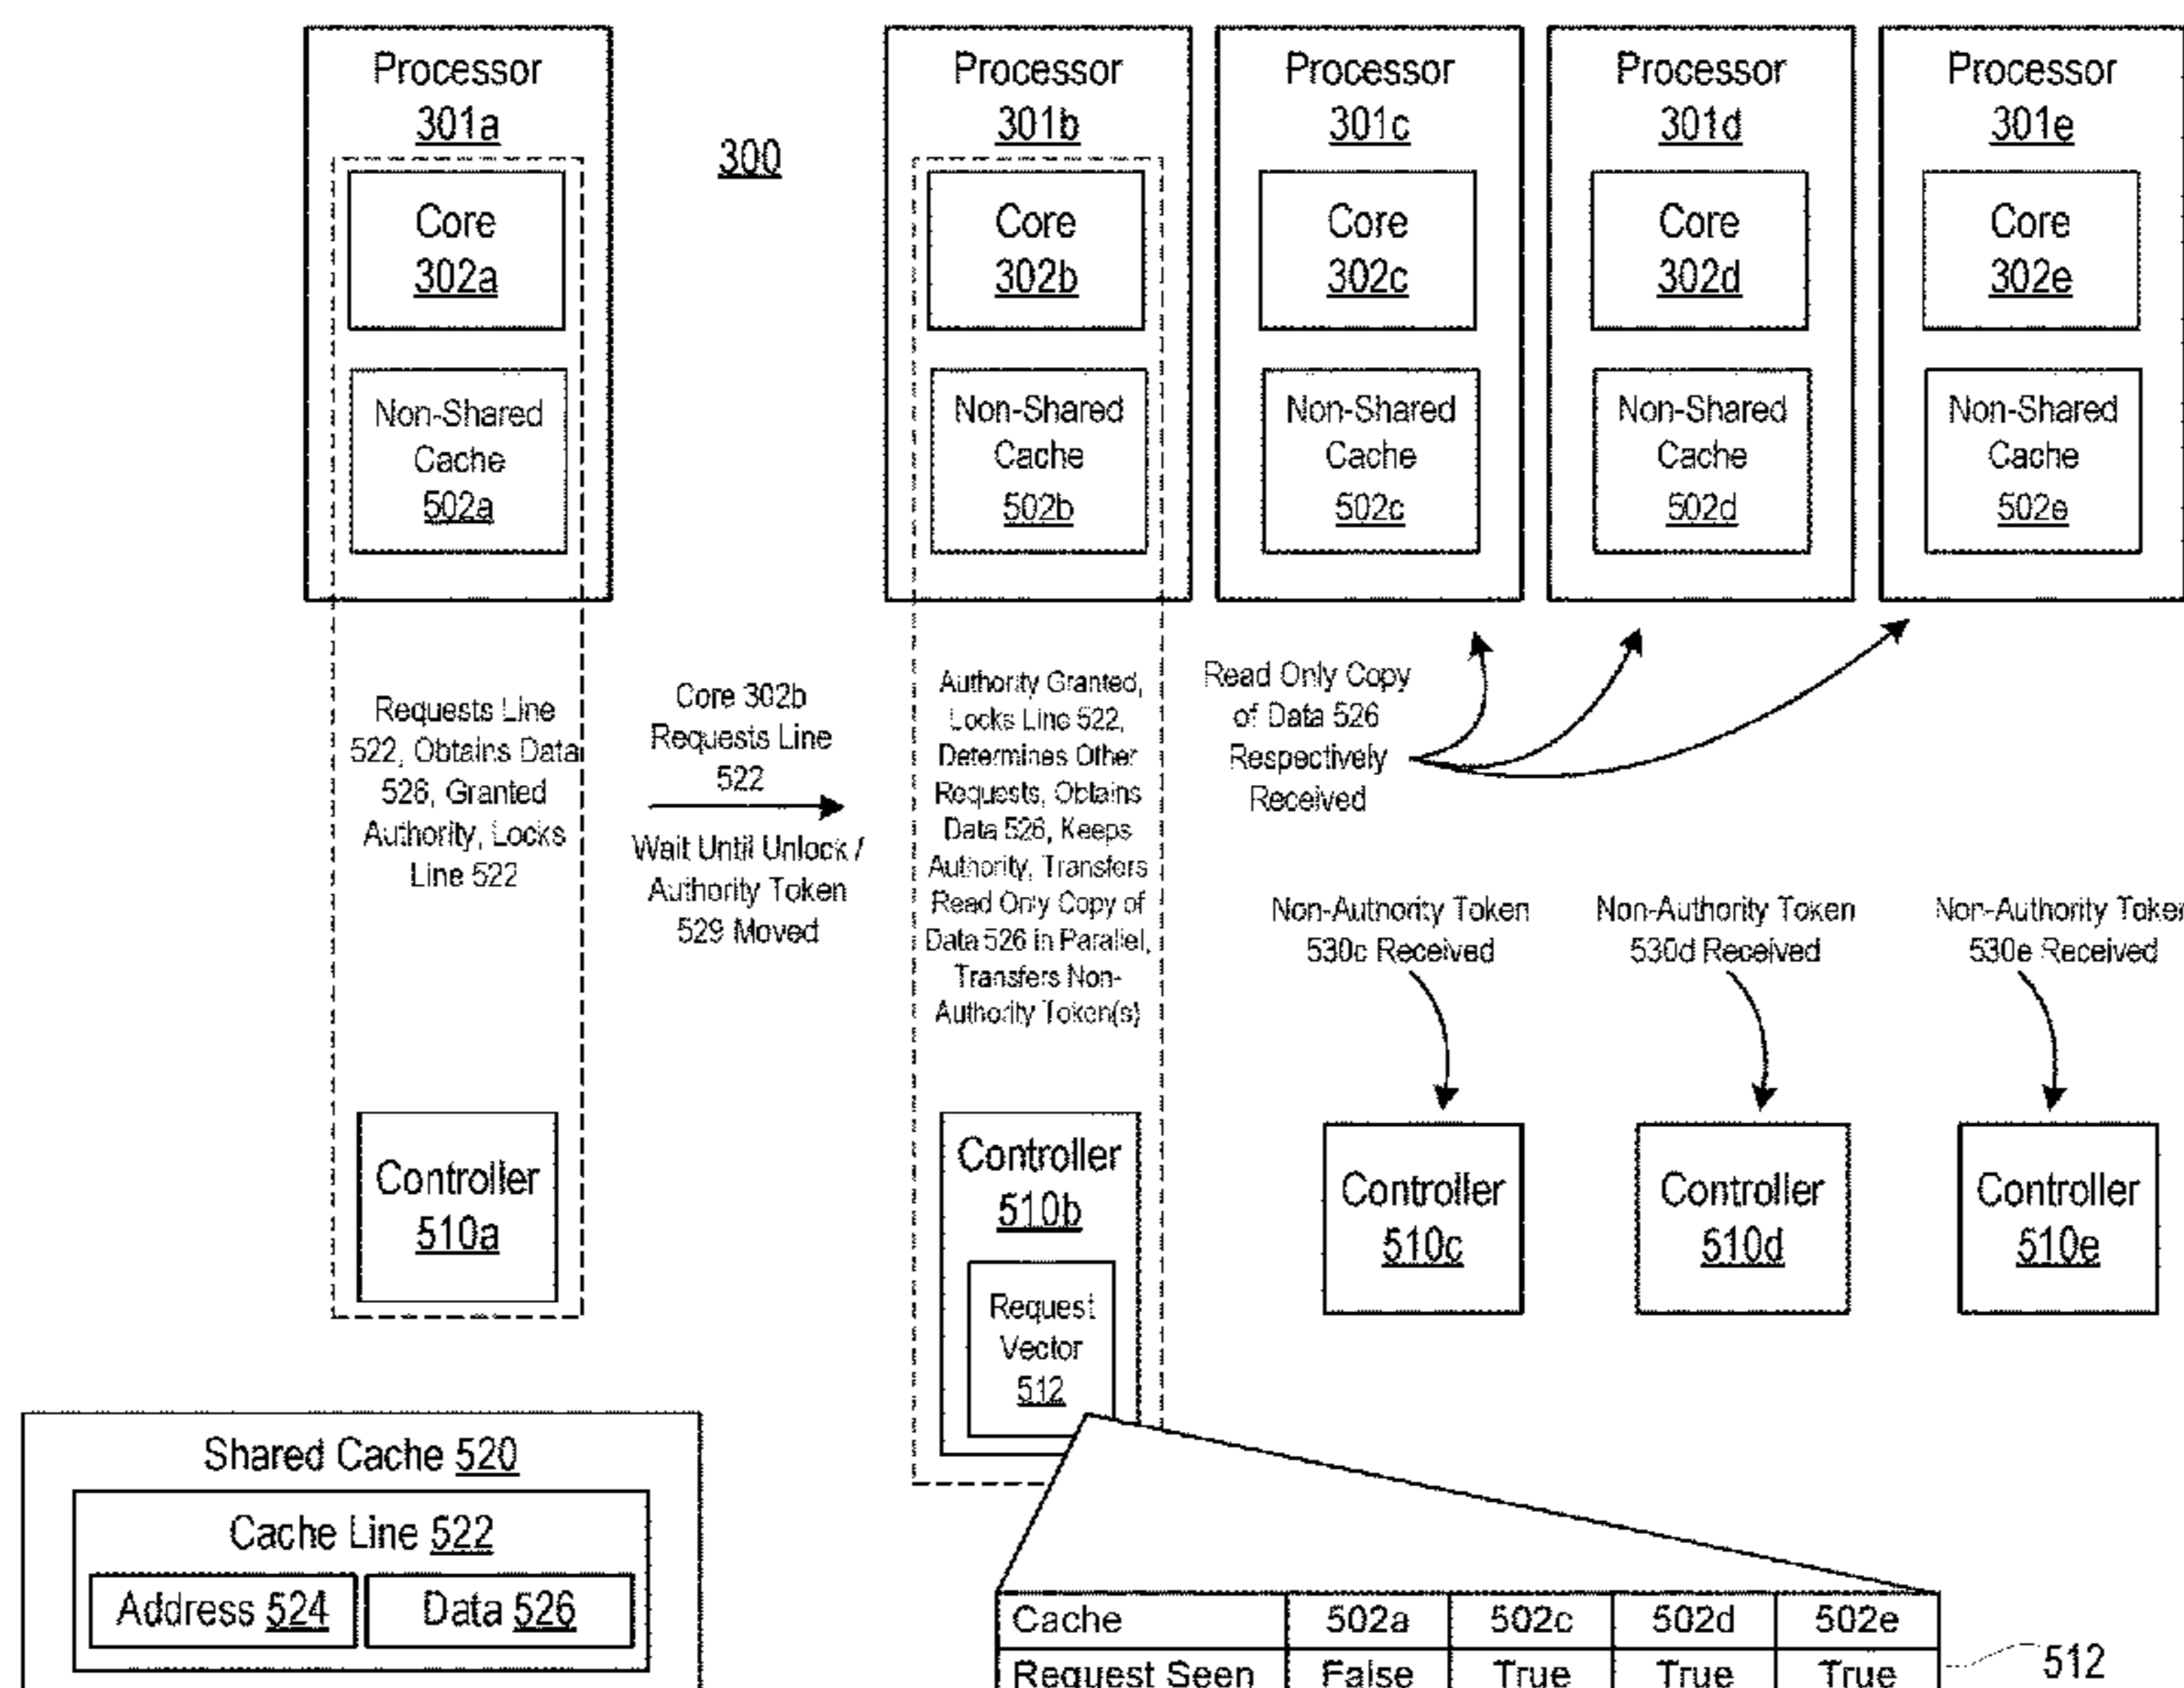 Processor
301a
Core
302a
Non-Shared
Cache
502a
Requests Line
522, Obtains Data
526, Granted
Authority, Locks
Line 522
Controller
510a
300
Core 302b
Requests Line
522
Wait Until Unlock /
Authority Token
529 Moved
Processor
301b
Core
302b
Non-Shared
Cache
502b
Authority Granted,
Locks Line 522,
Determines Other
Requests, Obtains
Data 526, Keeps
Authority, Transfers
Read Only Copy of
Data 526 in Parallel,
Transfers Non-
Authority Token(s)
Controller
510b
Request
Vector
512
Processor
301c
Core
302c
Non-Shared
Cache
502c
Processor
301d
Core
302d
Non-Shared
Cache
502d
Processor
301e
Core
302e
Non-Shared
Cache
502e
Read Only Copy
of Data 526
Respectively
Received
Non-Authority Token
530c Received
Non-Authority Token
530d Received
Non-Authority Token
530e Received
Controller
510c
Controller
510d
Controller
510e
Shared Cache 520
Cache Line 522
Address 524 Data 526
Cache 502a 502c 502d 502e
Request Seen False True True True
512